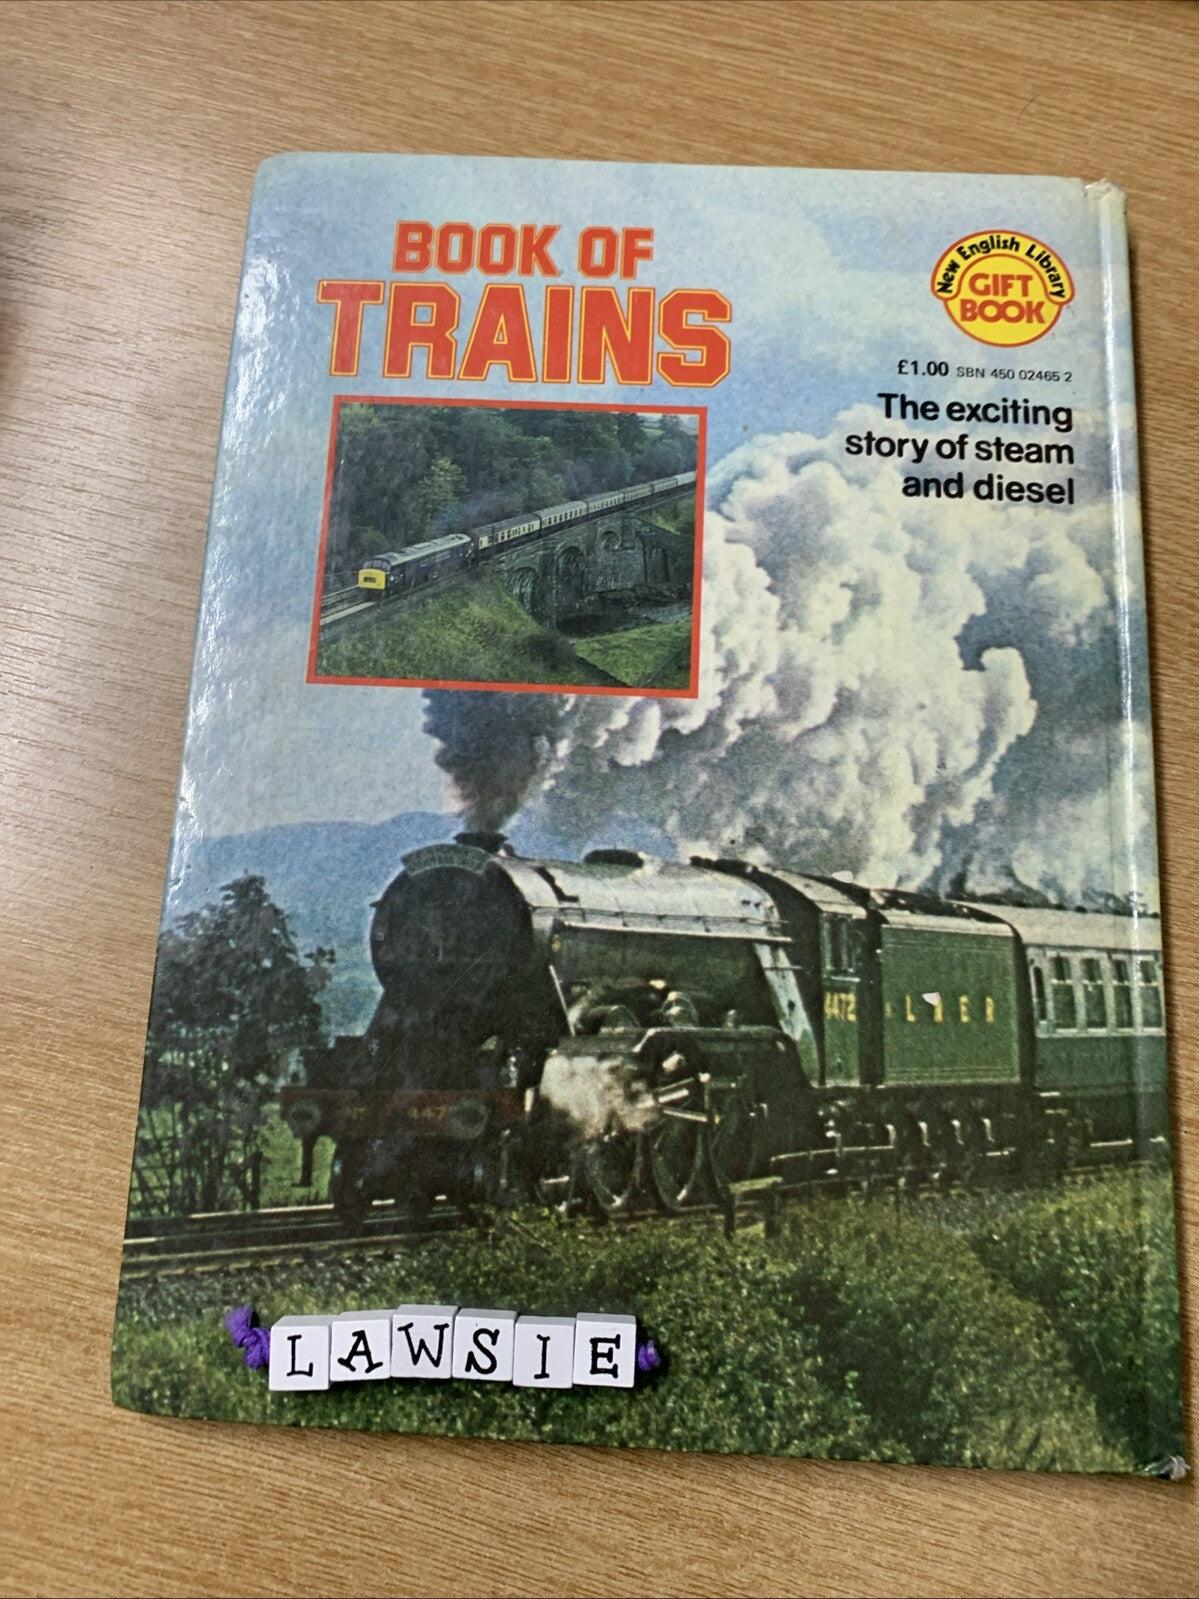 BOOK OF
TRAINS
New English Library
GIFT
BOOK
£1.00 SBN 450 02465 2
The exciting
story of steam
and diesel
4472
L N E R
LAWSIE